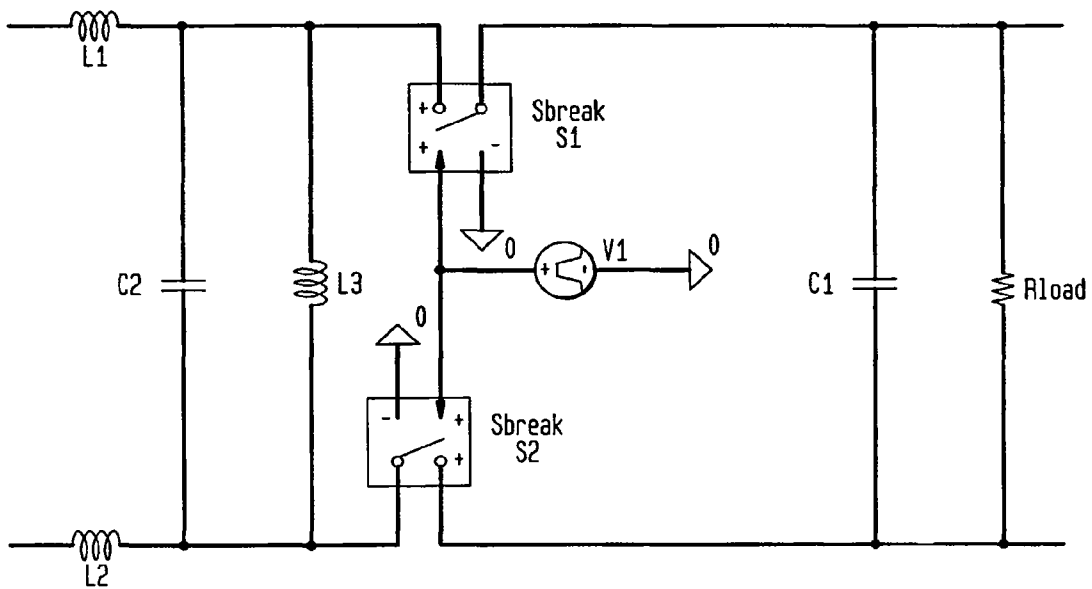 L1
+
+ -
Sbreak
S1
0
V1
0
+ -
C2
L3
C1
Rload
0
- +
+
Sbreak
S2
L2